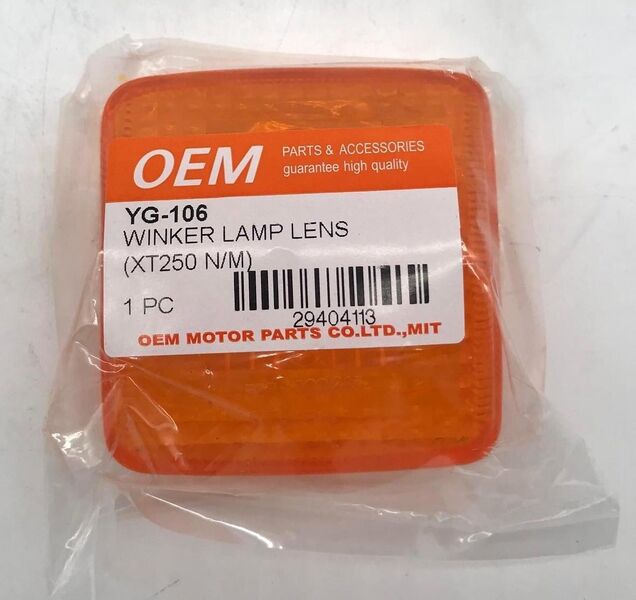 OEM PARTS & ACCESSORIES
guarantee high quality
YG-106
WINKER LAMP LENS
(XT250 N/M)
1 PC
29404113
OEM MOTOR PARTS CO.LTD.,MIT